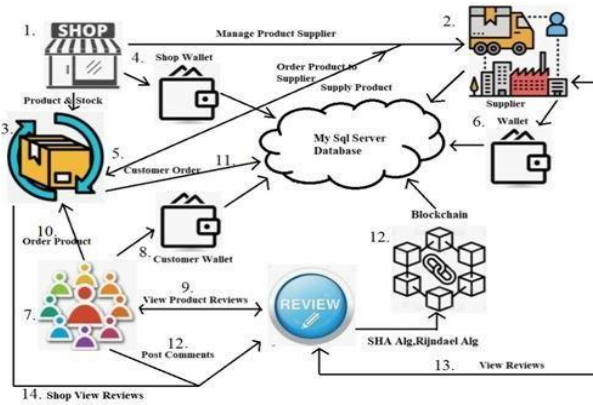 1.
SHOP
Manage Product Supplier
2.
4. Shop Wallet
Order Product to
Supplier
Supply Product
Product & Stock
Supplier
3.
My Sql Server
Database
6. Wallet
5.
Customer Order
11.
10.
Order Product
8.
Customer Wallet
Blockchain
12.
7.
9.
View Product Reviews
REVIEW
SHA Alg,Rijndael Alg
12.
Post Comments
13. View Reviews
14. Shop View Reviews